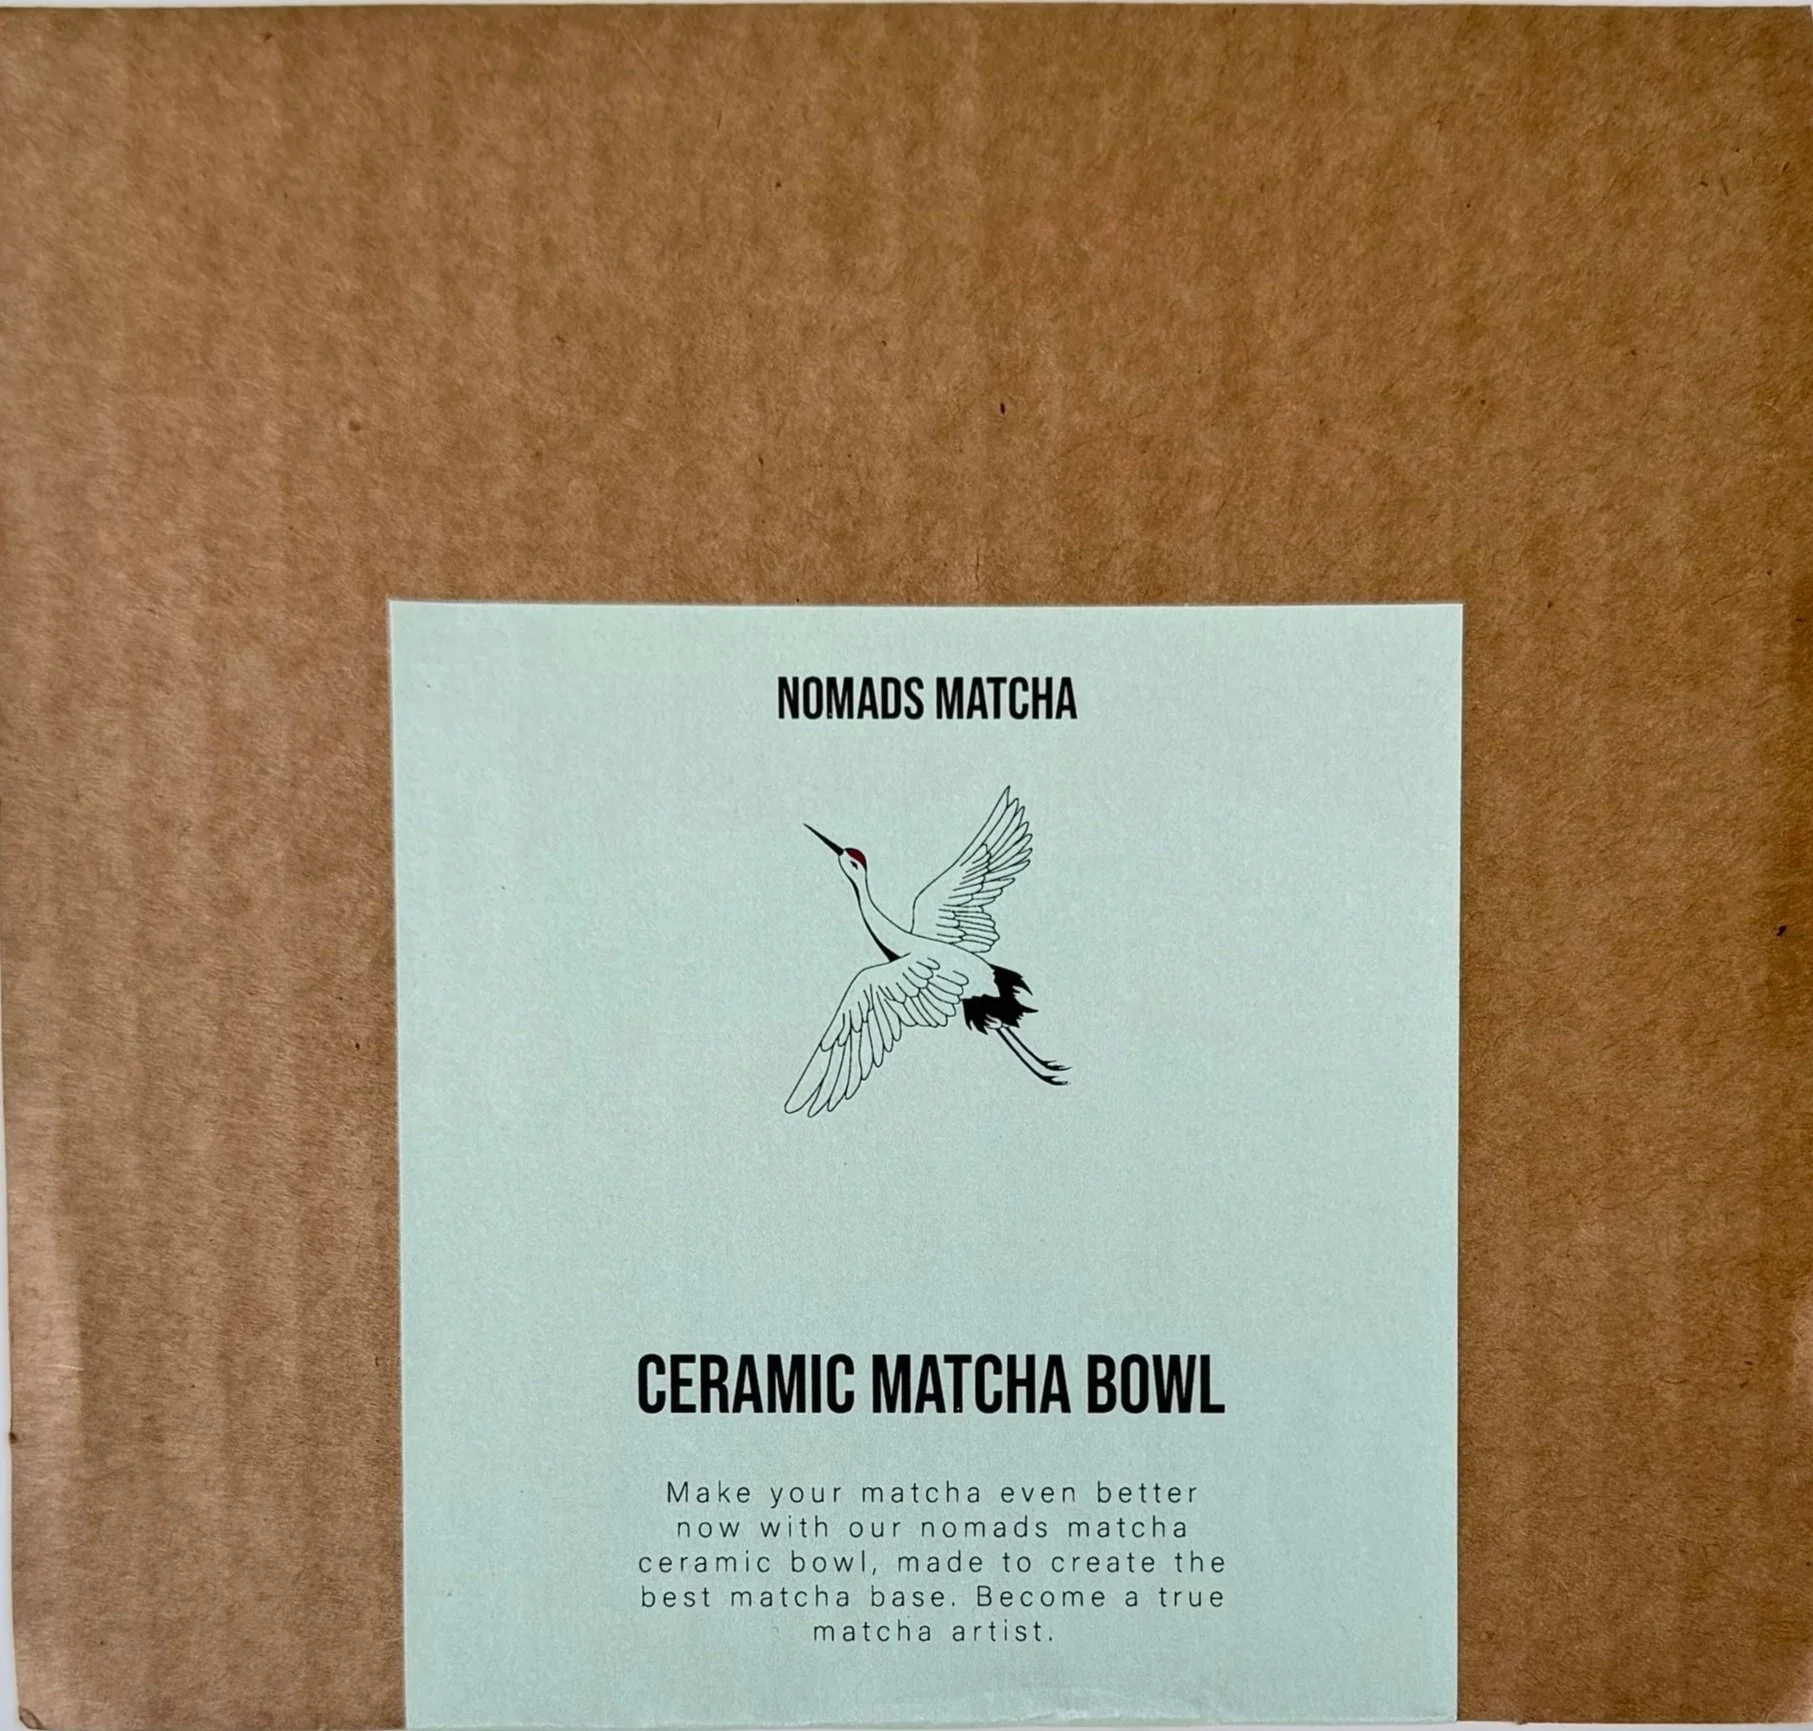 NOMADS MATCHA
CERAMIC MATCHA BOWL
Make your matcha even better
now with our nomads matcha
ceramic bowl, made to create the
best matcha base. Become a true
matcha artist.